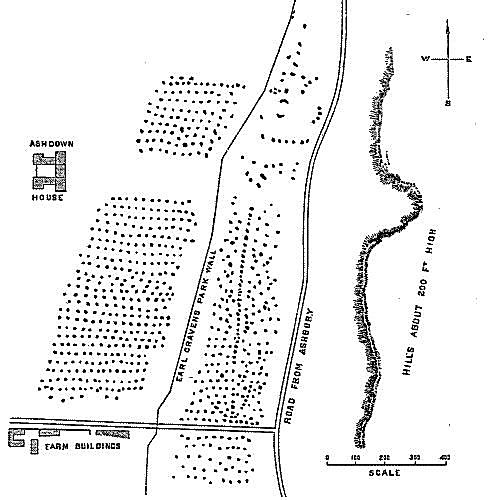 W E
S
ASHDOWN
HOUSE
EARL CRAVENS PARK WALL
ROAD FROM ASHBURY
HILLS ABOUT 200 FT HIGH
FARM BUILDINGS
0 100 200 300 400
SCALE